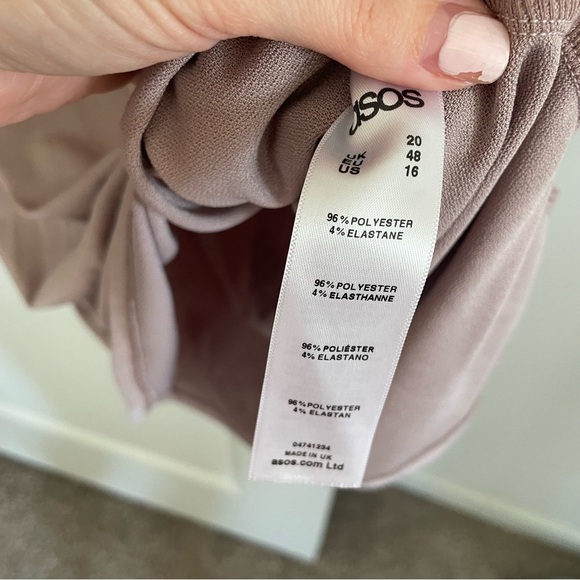 asos
UK 20
EU 48
US 16
96% POLYESTER
4% ELASTANE
96% POLYESTER
4% ELASTHANNE
96% POLIÉSTER
4% ELASTANO
96% POLYESTER
4% ELASTAN
04741234
MADE IN UK
asos.com Ltd